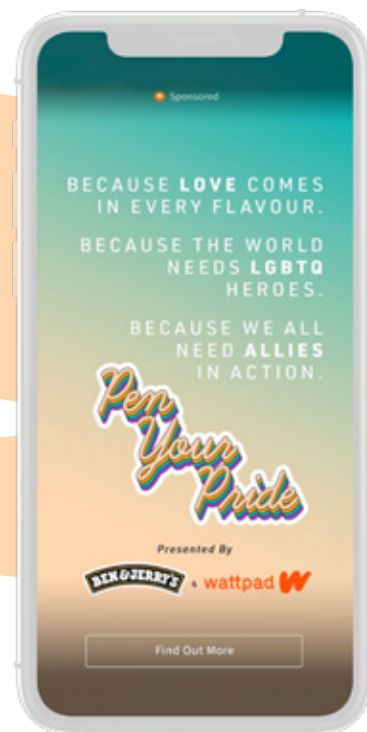 Sponsored
BECAUSE LOVE COMES
IN EVERY FLAVOUR.
BECAUSE THE WORLD
NEEDS LGBTQ
HEROES.
BECAUSE WE ALL
NEED ALLIES
IN ACTION.
Pen
Your
Pride
Presented By
BEN & JERRY'S & wattpad W
Find Out More